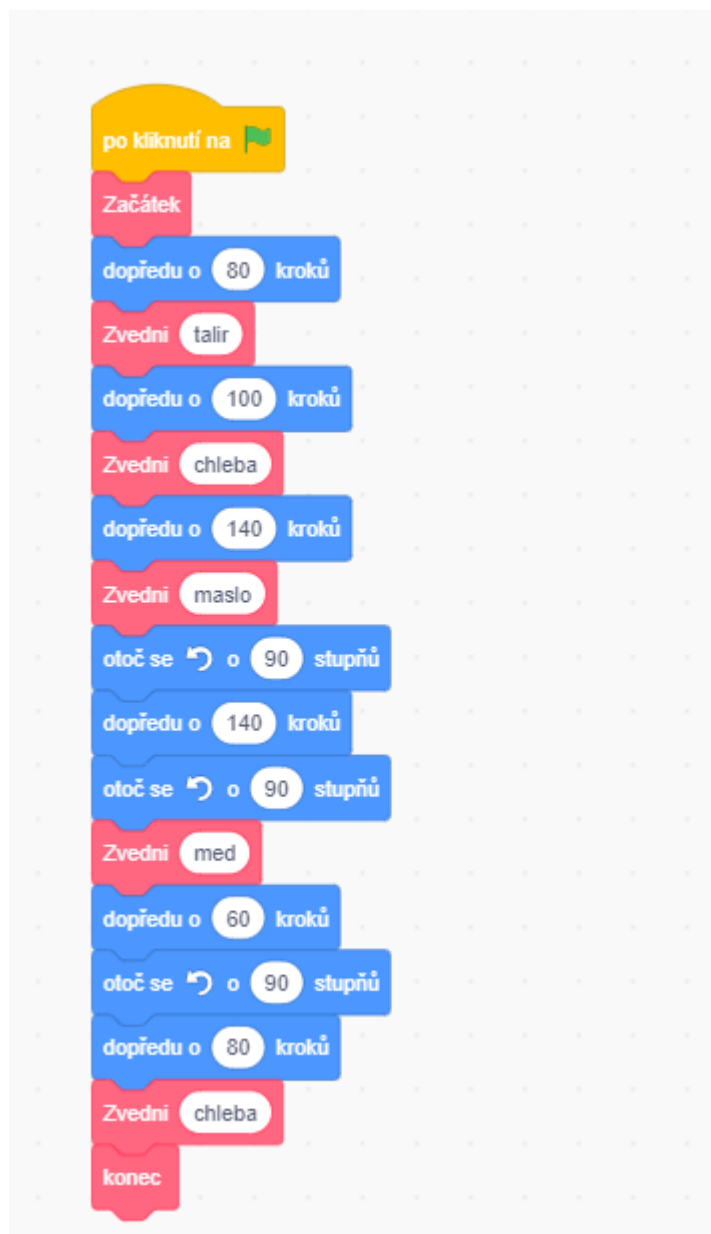 po kliknutí na
Začátek
dopředu o 80 kroků
Zvedni talir
dopředu o 100 kroků
Zvedni chleba
dopředu o 140 kroků
Zvedni maslo
otoč se o 90 stupňů
dopředu o 140 kroků
otoč se o 90 stupňů
Zvedni med
dopředu o 60 kroků
otoč se o 90 stupňů
dopředu o 80 kroků
Zvedni chleba
konec